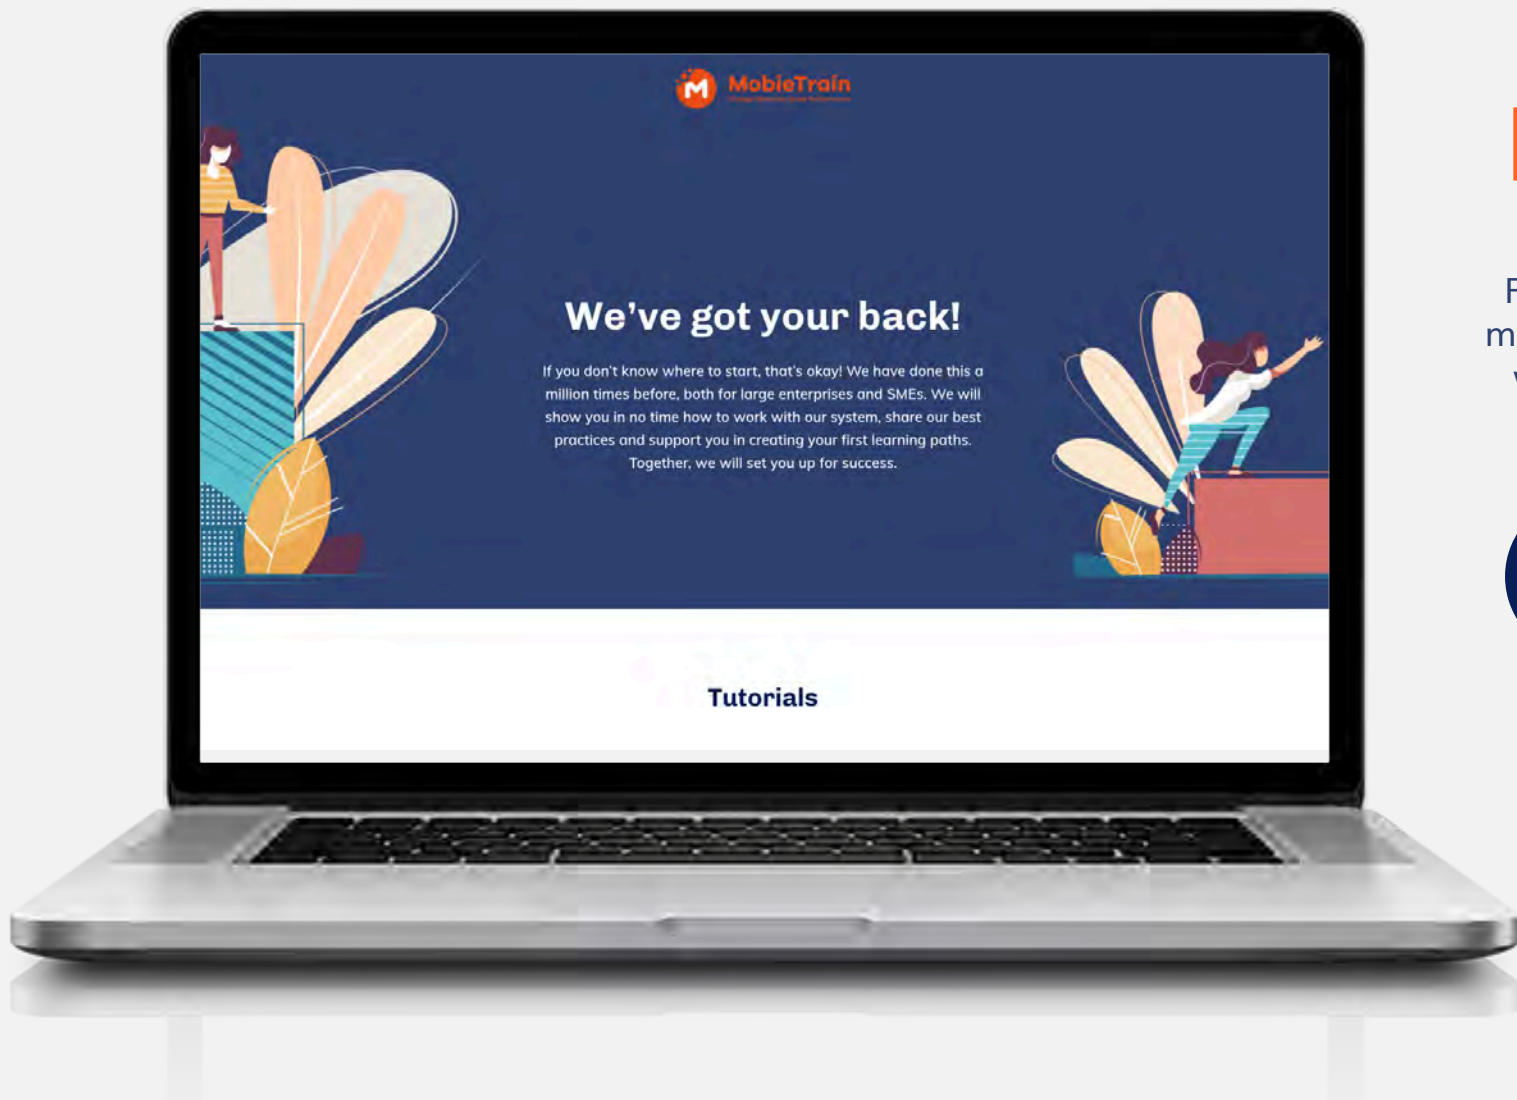 MobieTrain
We've got your back!
If you don't know where to start, that's okay! We have done this a
million times before, both for large enterprises and SMEs. We will
show you in no time how to work with our system, share our best
practices and support you in creating your first learning paths.
Together, we will set you up for success.
Tutorials